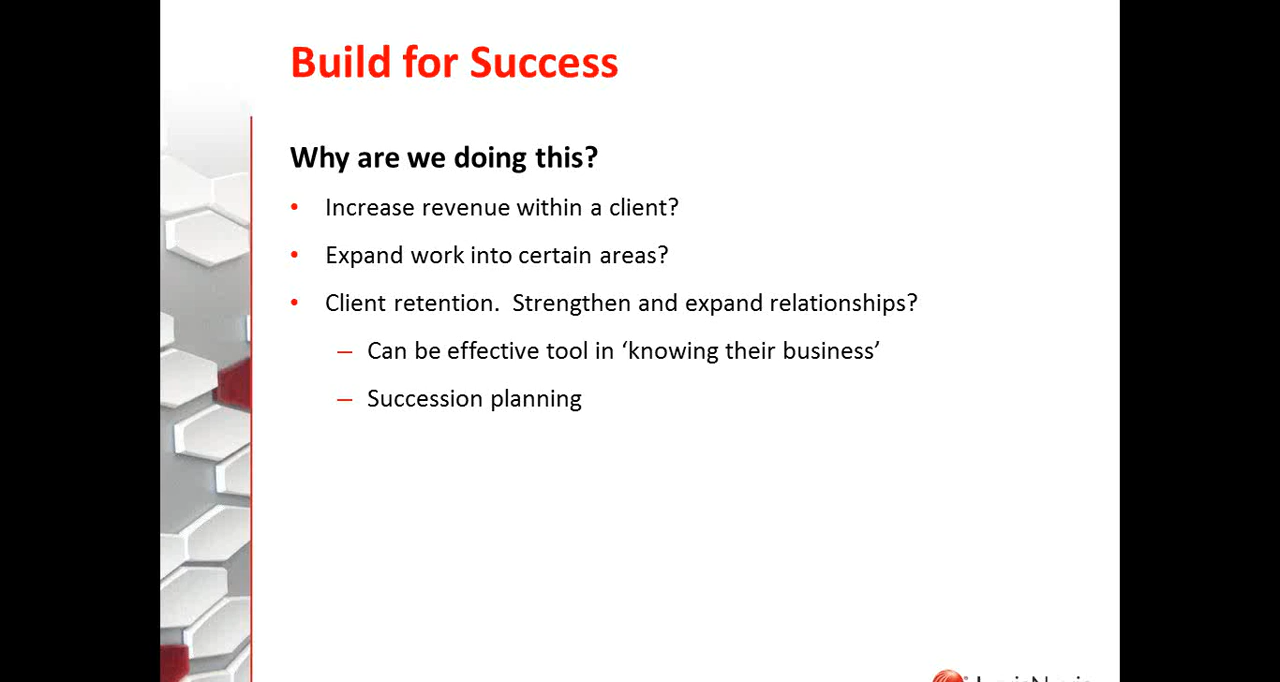 Build for Success
Why are we doing this?
• Increase revenue within a client?
• Expand work into certain areas?
• Client retention.  Strengthen and expand relationships?
– Can be effective tool in ‘knowing their business’
– Succession planning